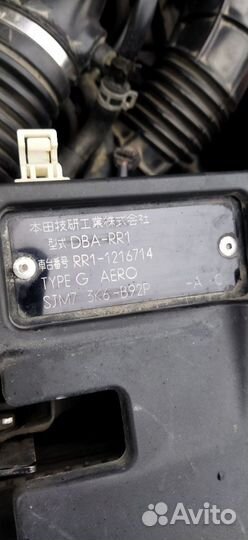 本田技研工業株式会社
型式 DBA-RR1
車台番号 RR1-1216714
TYPE G AERO
SJM7 3K6-B92P -A C
Avito